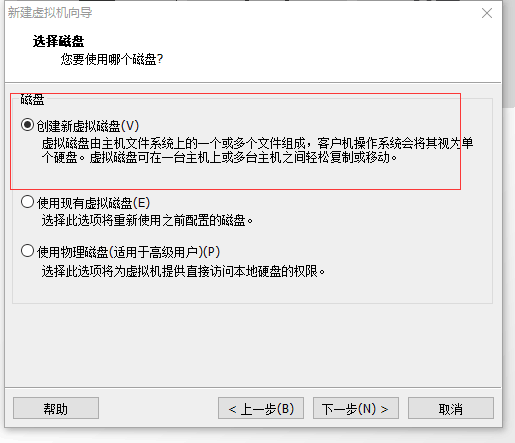 新建虚拟机向导
选择磁盘
您要使用哪个磁盘?
磁盘
创建新虚拟磁盘(V)
虚拟磁盘由主机文件系统上的一个或多个文件组成，客户机操作系统会将其视为单
个硬盘。虚拟磁盘可在一台主机上或多台主机之间轻松复制或移动。
使用现有虚拟磁盘(E)
选择此选项将重新使用之前配置的磁盘。
使用物理磁盘(适用于高级用户)(P)
选择此选项将为虚拟机提供直接访问本地硬盘的权限。
帮助
< 上一步(B)
下一步(N) >
取消